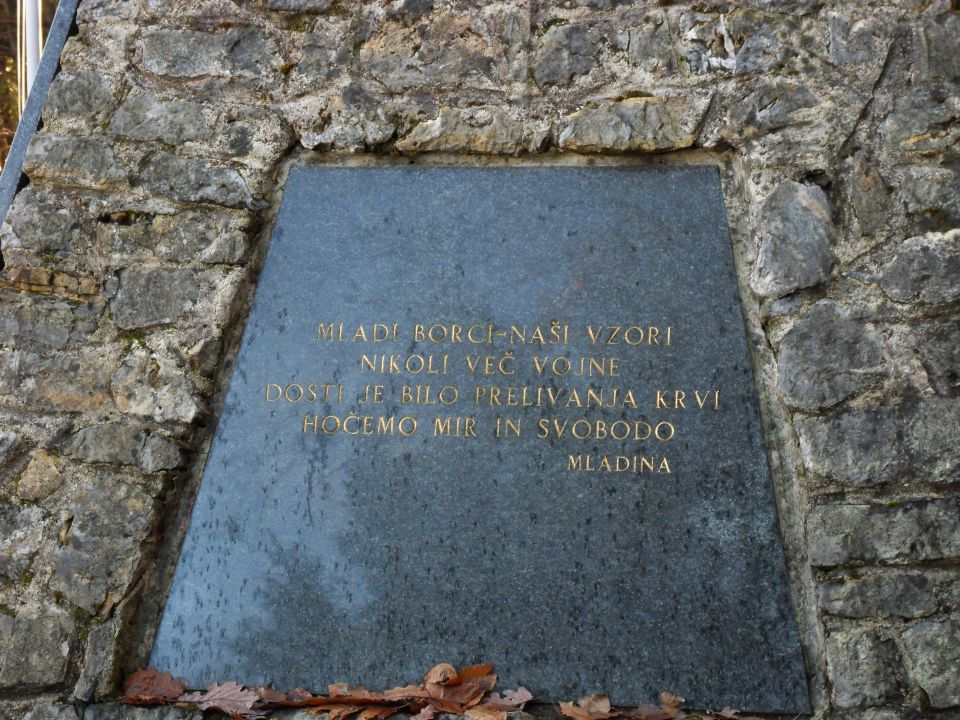 MLADI BORCI-NAŠI VZORI
NIKOLI VEČ VOJNE
DOSTI JE BILO PRELIVANJA KRVI
HOČEMO MIR IN SVOBODO
MLADINA